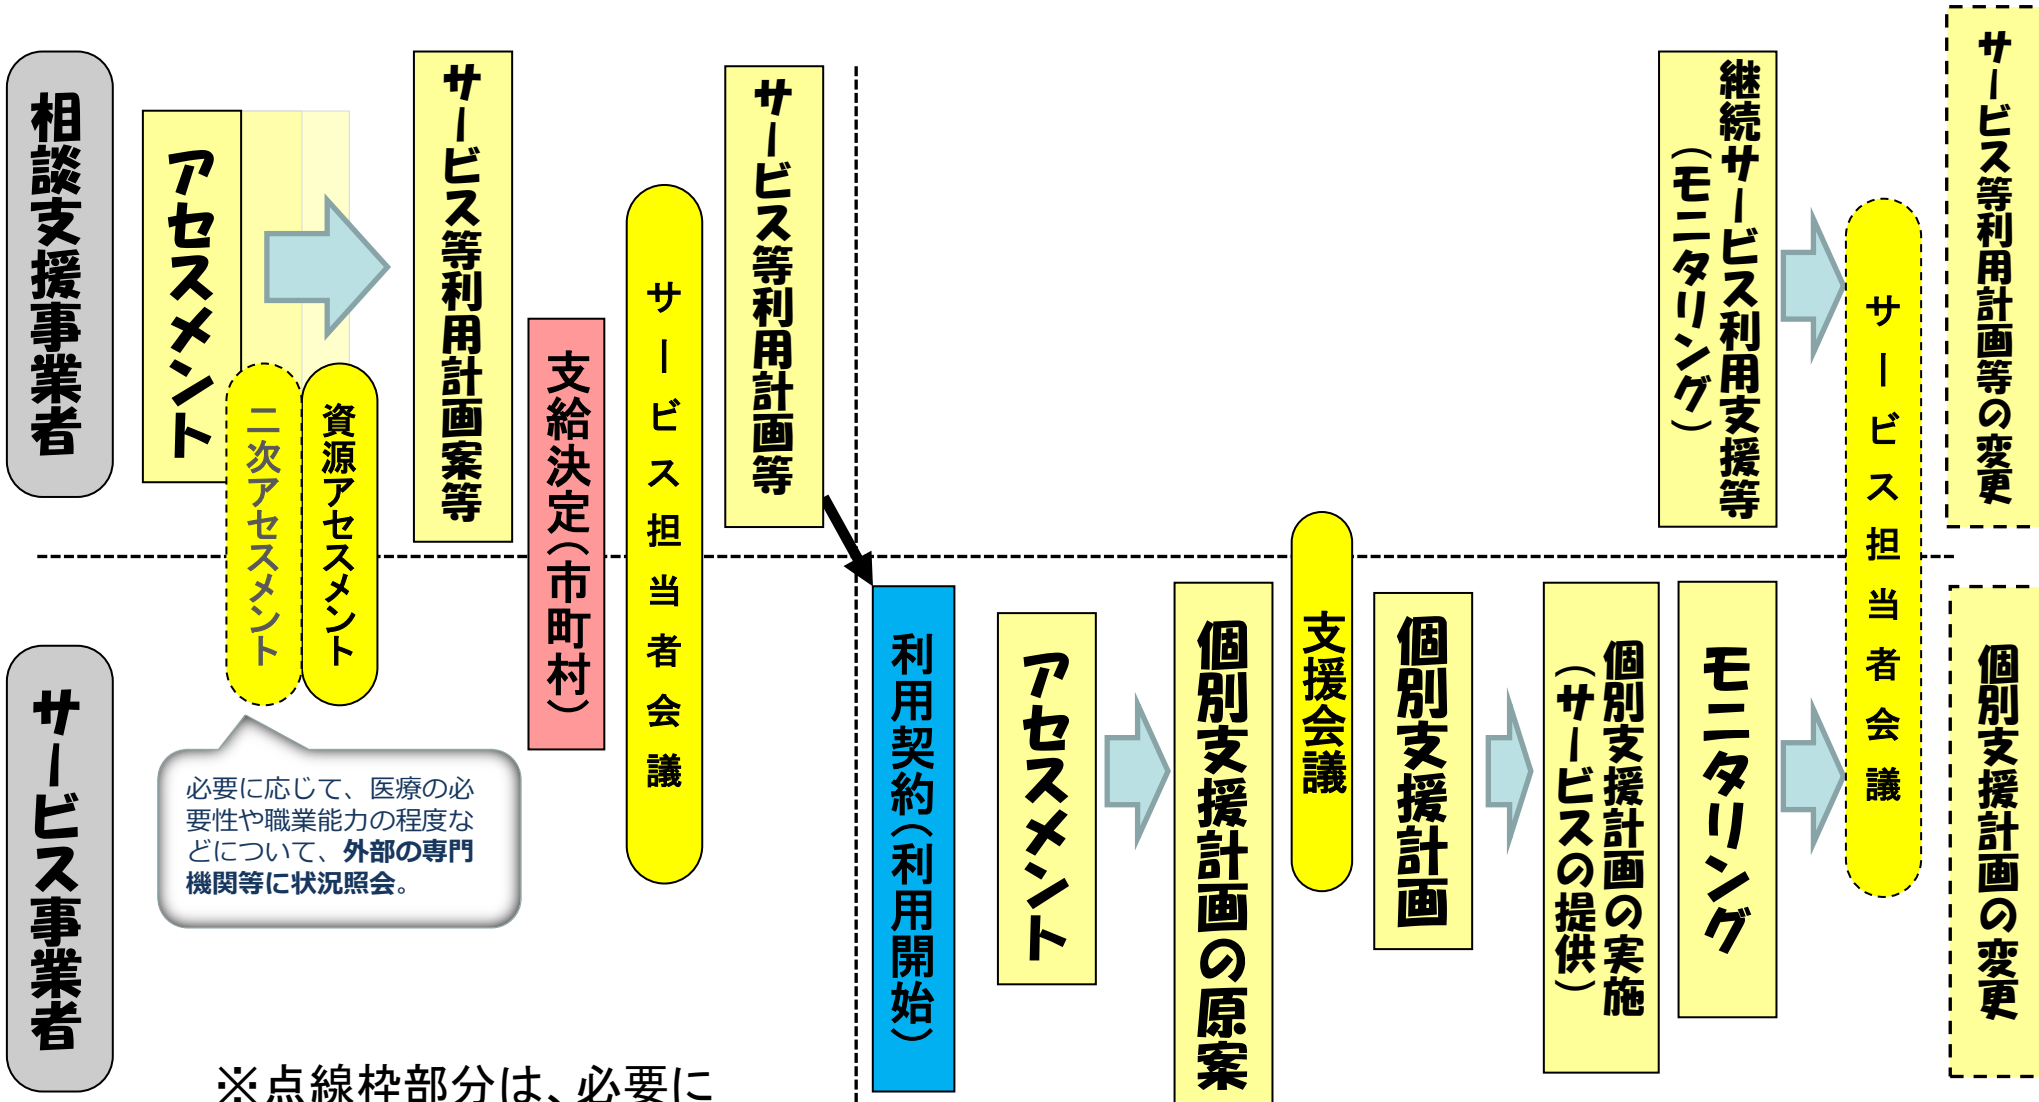 相談支援事業者
アセスメント
二次アセスメント
資源アセスメント
サービス等利用計画案等
支給決定（市町村）
サービス担当者会議
サービス等利用計画等
継続サービス利用支援等
（モニタリング）
サービス担当者会議
サービス等利用計画等の変更
サービス事業者
必要に応じて、医療の必
要性や職業能力の程度な
どについて、外部の専門
機関等に状況照会。
利用契約（利用開始）
アセスメント
個別支援計画の原案
支援会議
個別支援計画
個別支援計画の実施
（サービスの提供）
モニタリング
個別支援計画の変更
※点線枠部分は、必要に